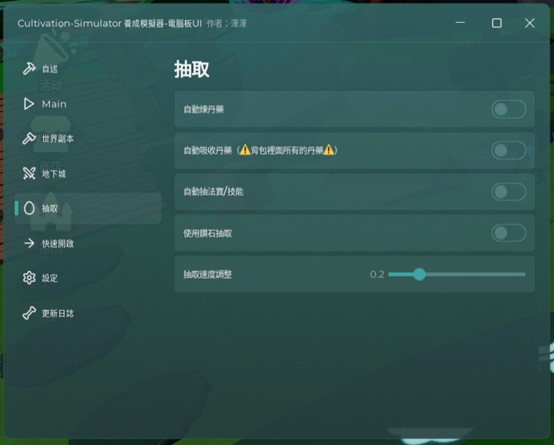 Cultivation-Simulator 養成模擬器-電腦板UI 作者：澤澤
自述
Main
世界副本
地下城
抽取
快速開啟
設定
更新日誌
抽取
自動煉丹藥
自動吸收丹藥（⚠️背包裡面所有的丹藥⚠️）
自動抽法寶/技能
使用鑽石抽取
抽取速度調整 0.2
活动